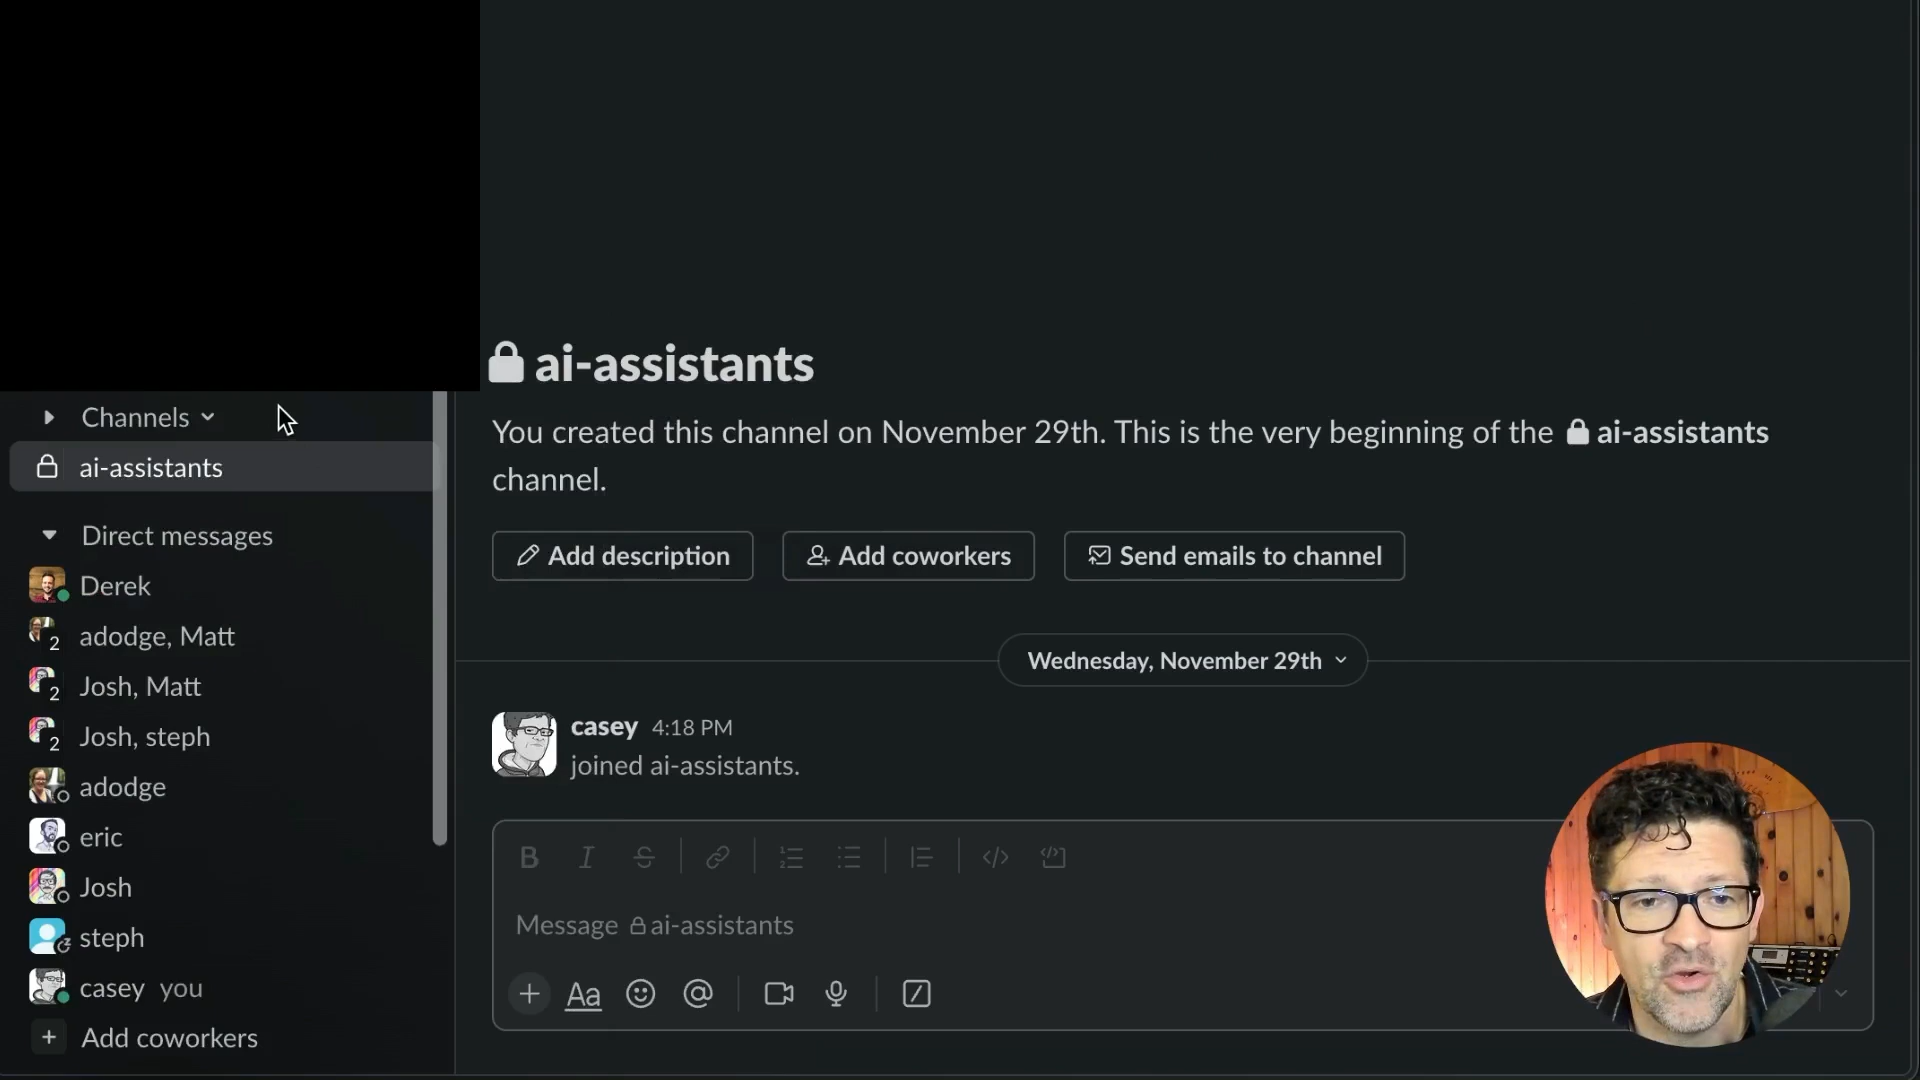 Channels
ai-assistants
Direct messages
Derek
2 adodge, Matt
2 Josh, Matt
2 Josh, steph
adodge
eric
Josh
steph
casey you
Add coworkers
ai-assistants
You created this channel on November 29th. This is the very beginning of the ai-assistants
channel.
Add description Add coworkers Send emails to channel
Wednesday, November 29th
casey 4:18 PM
joined ai-assistants.
B I S
Message ai-assistants
+ Aa @